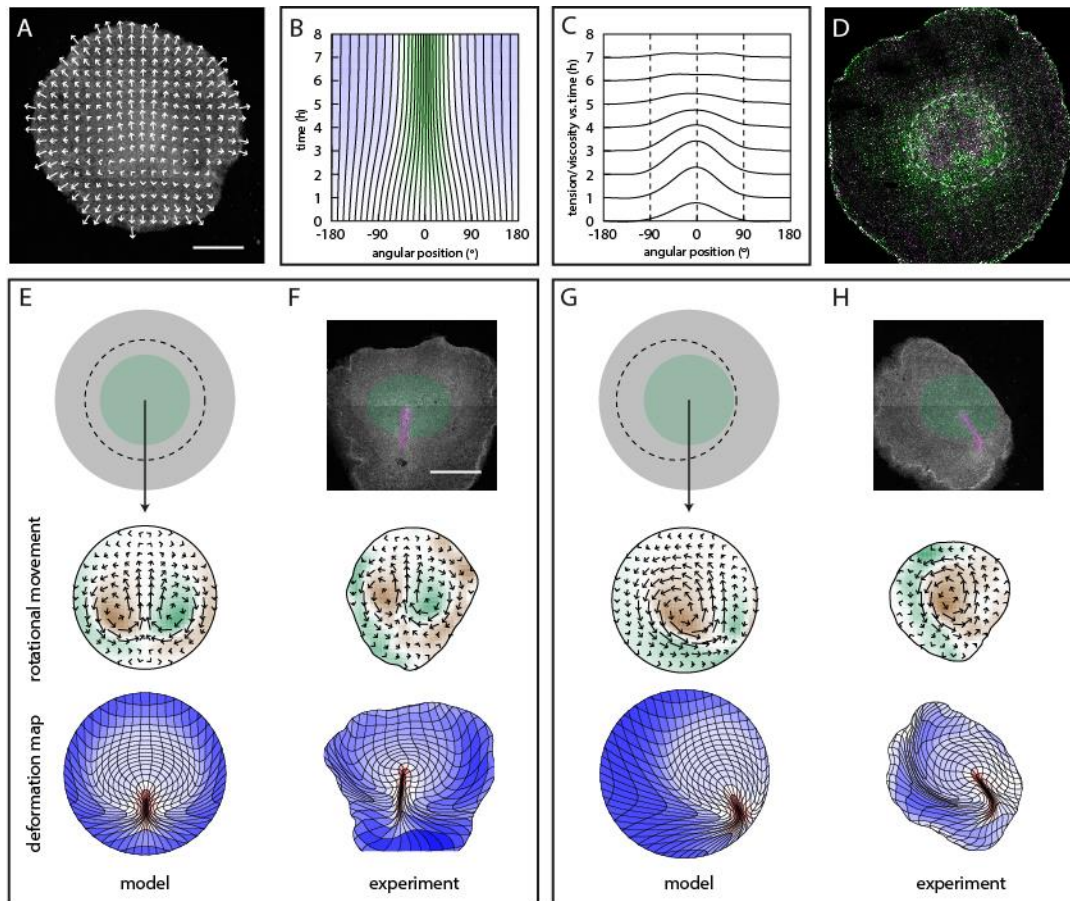 A
B
8
7
6
5
4
3
2
1
0
time (h)
-180
-90
0
90
180
angular position (°)
C
8
7
6
5
4
3
2
1
0
tension/viscosity vs. time (h)
-180
-90
0
90
180
angular position (º)
D
E
F
G
H
rotational movement
deformation map
model
experiment
model
experiment